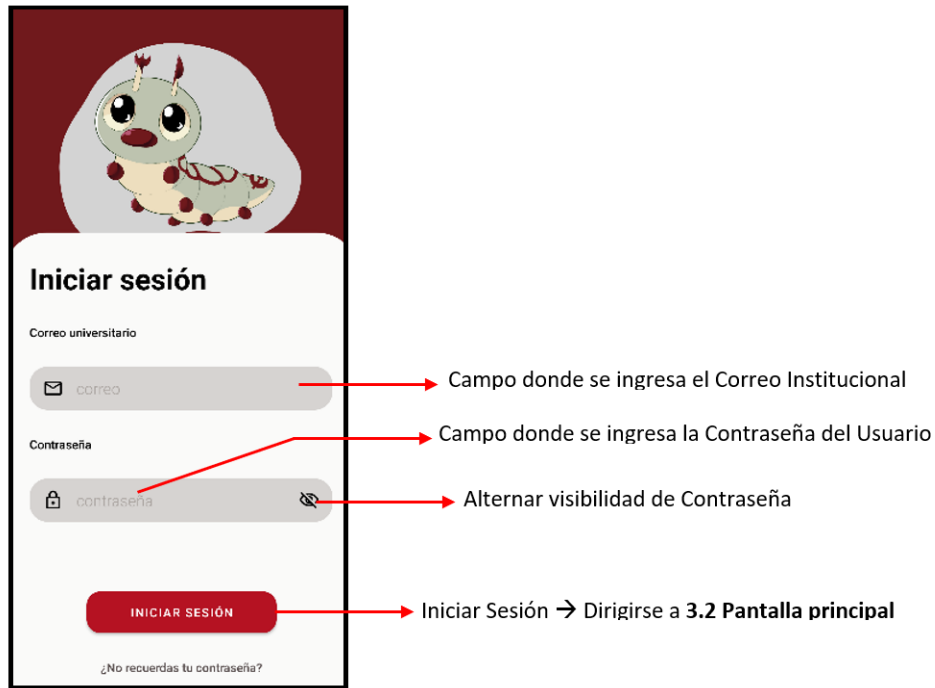 Iniciar sesión
Correo universitario
correo
Campo donde se ingresa el Correo Institucional
Campo donde se ingresa la Contraseña del Usuario
Contraseña
contraseña
Alternar visibilidad de Contraseña
INICIAR SESIÓN
Iniciar Sesión → Dirigirse a 3.2 Pantalla principal
¿No recuerdas tu contraseña?